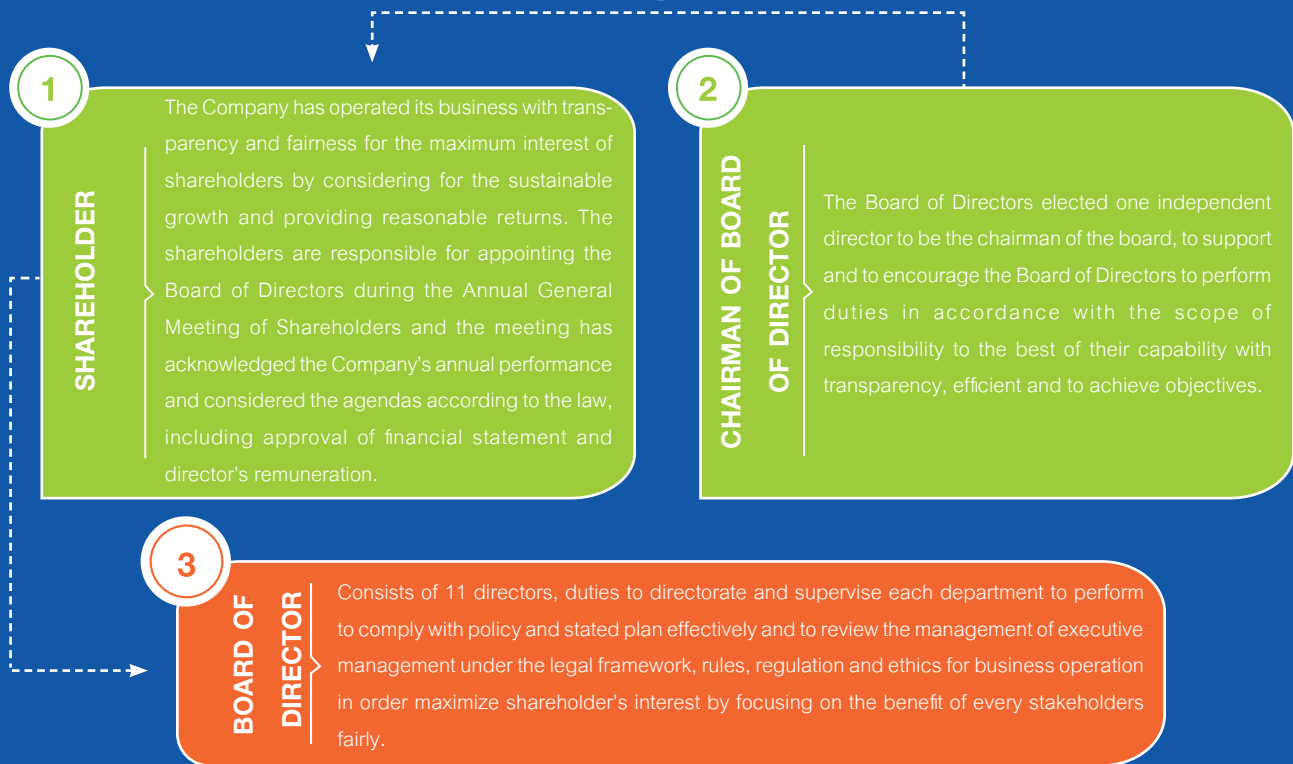 1
SHAREHOLDER
The Company has operated its business with trans-
parency and fairness for the maximum interest of
shareholders by considering for the sustainable
growth and providing reasonable returns. The
shareholders are responsible for appointing the
Board of Directors during the Annual General
Meeting of Shareholders and the meeting has
acknowledged the Company's annual performance
and considered the agendas according to the law,
including approval of financial statement and
director's remuneration.
2
CHAIRMAN OF BOARD
OF DIRECTOR
The Board of Directors elected one independent
director to be the chairman of the board, to support
and to encourage the Board of Directors to perform
duties in accordance with the scope of
responsibility to the best of their capability with
transparency, efficient and to achieve objectives.
3
BOARD OF
DIRECTOR
Consists of 11 directors, duties to directorate and supervise each department to perform
to comply with policy and stated plan effectively and to review the management of executive
management under the legal framework, rules, regulation and ethics for business operation
in order maximize shareholder's interest by focusing on the benefit of every stakeholders
fairly.